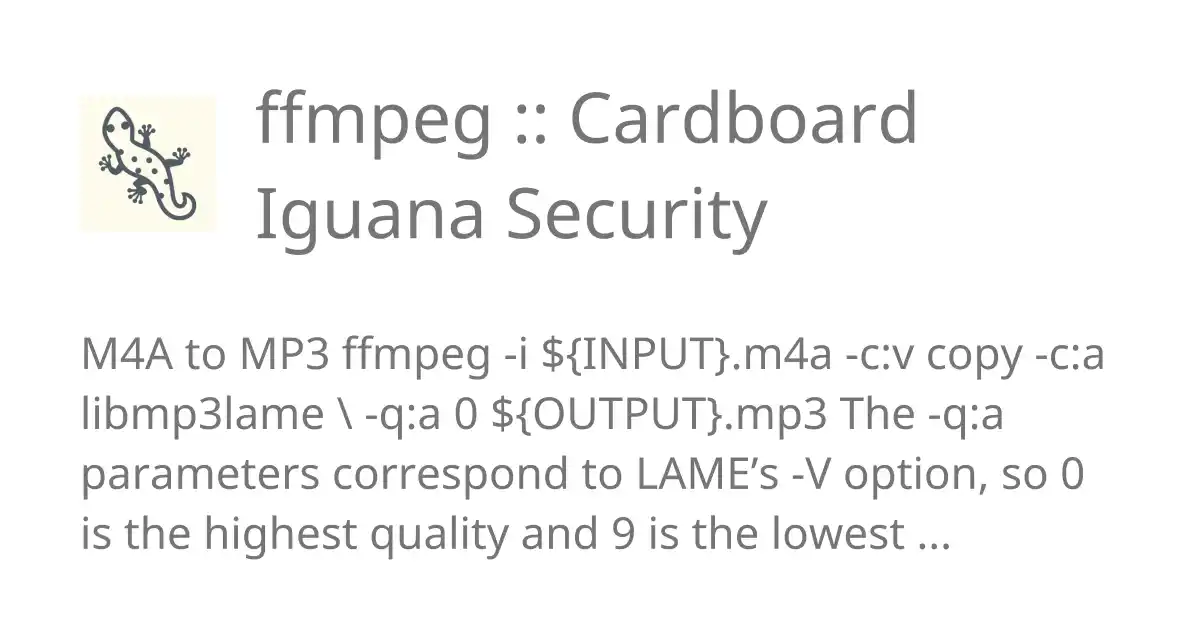 ffmpeg :: Cardboard
Iguana Security
M4A to MP3 ffmpeg -i ${INPUT}.m4a -c:v copy -c:a
libmp3lame \ -q:a 0 ${OUTPUT}.mp3 The -q:a
parameters correspond to LAME’s -V option, so 0
is the highest quality and 9 is the lowest ...